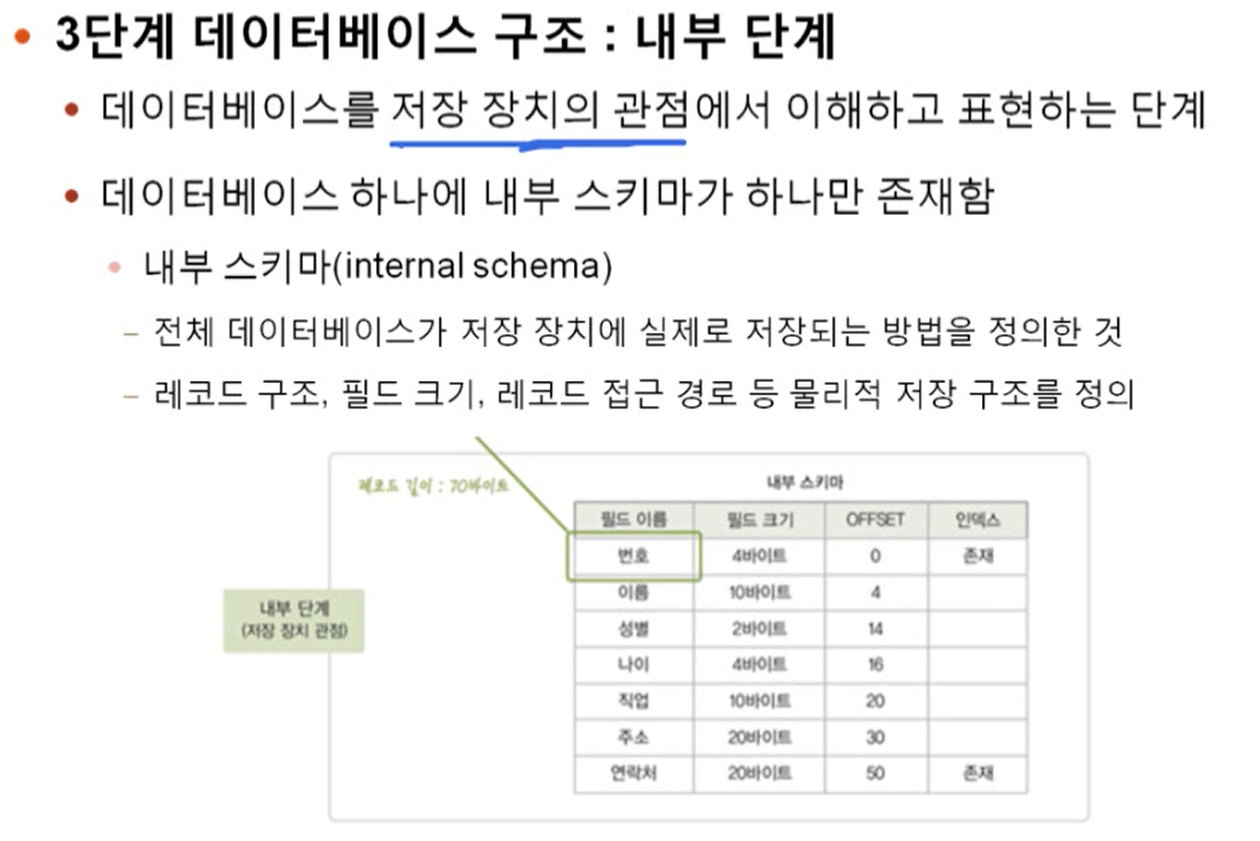 • 3단계 데이터베이스 구조 : 내부 단계
• 데이터베이스를 저장 장치의 관점에서 이해하고 표현하는 단계
• 데이터베이스 하나에 내부 스키마가 하나만 존재함
• 내부 스키마(internal schema)
– 전체 데이터베이스가 저장 장치에 실제로 저장되는 방법을 정의한 것
– 레코드 구조, 필드 크기, 레코드 접근 경로 등 물리적 저장 구조를 정의
레코드 길이 : 70바이트
내부 스키마
필드 이름 필드 크기 OFFSET 인덱스
번호 4바이트 0 존재
이름 10바이트 4
성별 2바이트 14
나이 4바이트 16
직업 10바이트 20
주소 20바이트 30
연락처 20바이트 50 존재
내부 단계
(저장 장치 관점)